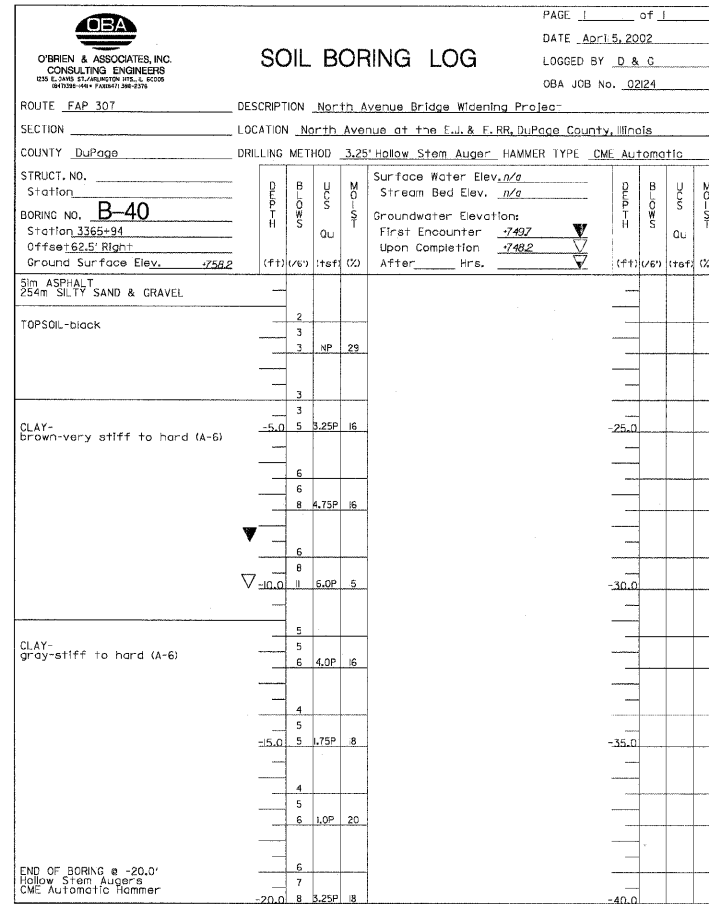 OBA
O'BRIEN & ASSOCIATES, INC.
CONSULTING ENGINEERS
SOIL BORING LOG
PAGE 1 of 1
DATE April 5, 2002
LOGGED BY D & G
OBA JOB No. 02124
ROUTE FAP 307 DESCRIPTION North Avenue Bridge Widening Projec
SECTION LOCATION North Avenue at the E.J. & E. RR, DuPage County, Illinois
COUNTY DuPage DRILLING METHOD 3.25' Hollow Stem Auger HAMMER TYPE CME Automatic
STRUCT. NO.
Station
BORING NO. B-40
Station 3365+94
Offset 62.5' Right
Ground Surface Elev. +758.2
DEPTH BLOWS UCS MOIST
Qu
(ft) (/6") (tsf) (%)
Surface Water Elev. n/a
Stream Bed Elev. n/a
Groundwater Elevation:
First Encounter +749.7
Upon Completion +748.2
After Hrs.
DEPTH BLOWS UCS MOIST
Qu
(ft) (/6") (tsf) (%
51m ASPHALT
254m SILTY SAND & GRAVEL
2
TOPSOIL-black
3
3 NP 29
3
3
CLAY- -5.0 5 3.25P 16 -25.0
brown-very stiff to hard (A-6)
6
6
8 4.75P 16
6
8
-10.0 11 6.0P 5 -30.0
5
CLAY- 5
gray-stiff to hard (A-6) 6 4.0P 16
4
5
-15.0 5 1.75P 18 -35.0
4
5
6 1.0P 20
END OF BORING @ -20.0' 6
Hollow Stem Augers 7
CME Automatic Hammer
-20.0 8 3.25P 18 -40.0